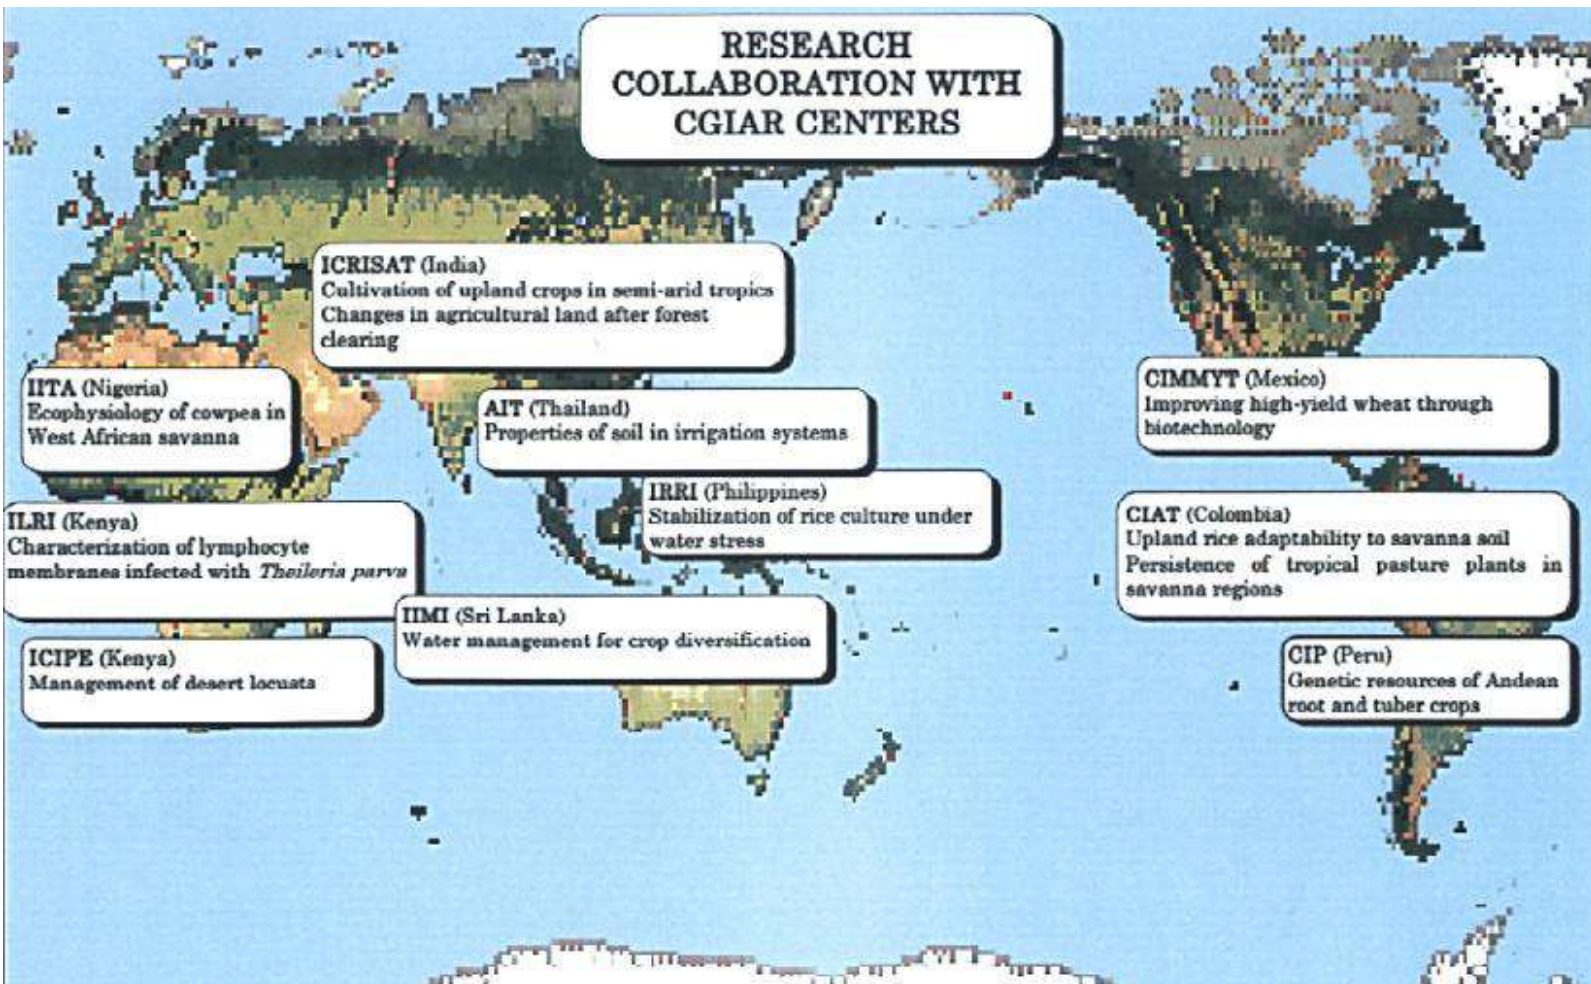 RESEARCH
COLLABORATION WITH
CGIAR CENTERS
ICRISAT (India)
Cultivation of upland crops in semi-arid tropics
Changes in agricultural land after forest
clearing
IITA (Nigeria)
Ecophysiology of cowpea in
West African savanna
AIT (Thailand)
Properties of soil in irrigation systems
CIMMYT (Mexico)
Improving high-yield wheat through
biotechnology
IRRI (Philippines)
Stabilization of rice culture under
water stress
ILRI (Kenya)
Characterization of lymphocyte
membranes infected with Theileria parva
CIAT (Colombia)
Upland rice adaptability to savanna soil
Persistence of tropical pasture plants in
savanna regions
IIMI (Sri Lanka)
Water management for crop diversification
ICIPE (Kenya)
Management of desert locusts
CIP (Peru)
Genetic resources of Andean
root and tuber crops